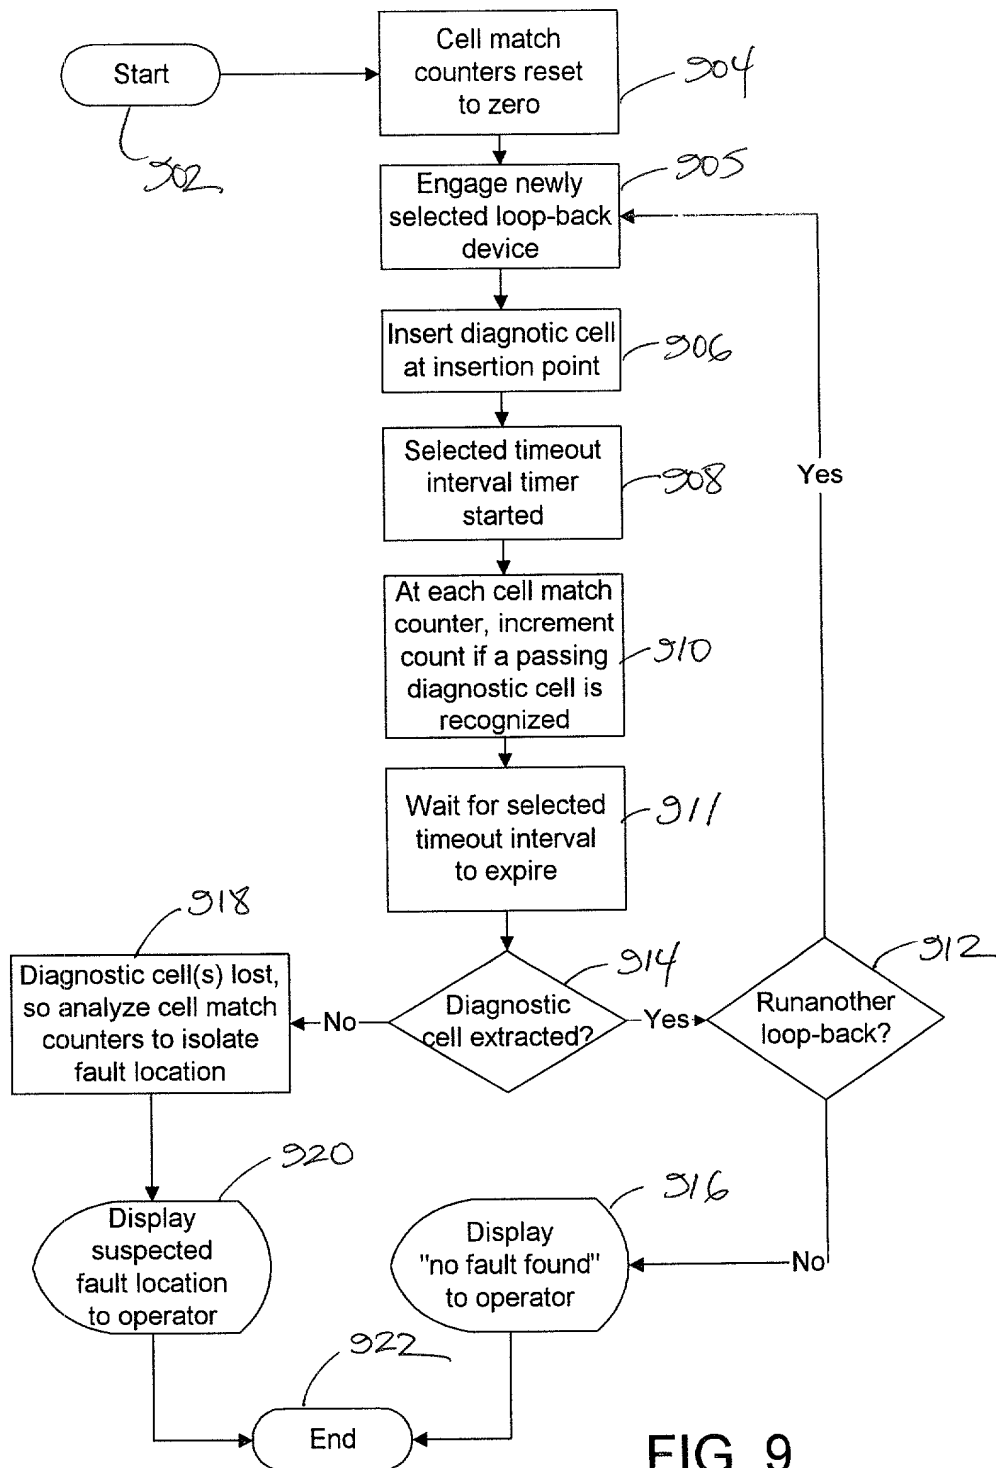 Start
902
Cell match
counters reset
to zero
904
Engage newly
selected loop-back
device
905
Insert diagnotic cell
at insertion point
906
Selected timeout
interval timer
started
908
At each cell match
counter, increment
count if a passing
diagnostic cell is
recognized
910
Wait for selected
timeout interval
to expire
911
Diagnostic
cell extracted?
914
No
Yes
Runanother
loop-back?
912
Yes
No
Diagnostic cell(s) lost,
so analyze cell match
counters to isolate
fault location
918
Display
suspected
fault location
to operator
920
Display
"no fault found"
to operator
916
End
922
FIG. 9